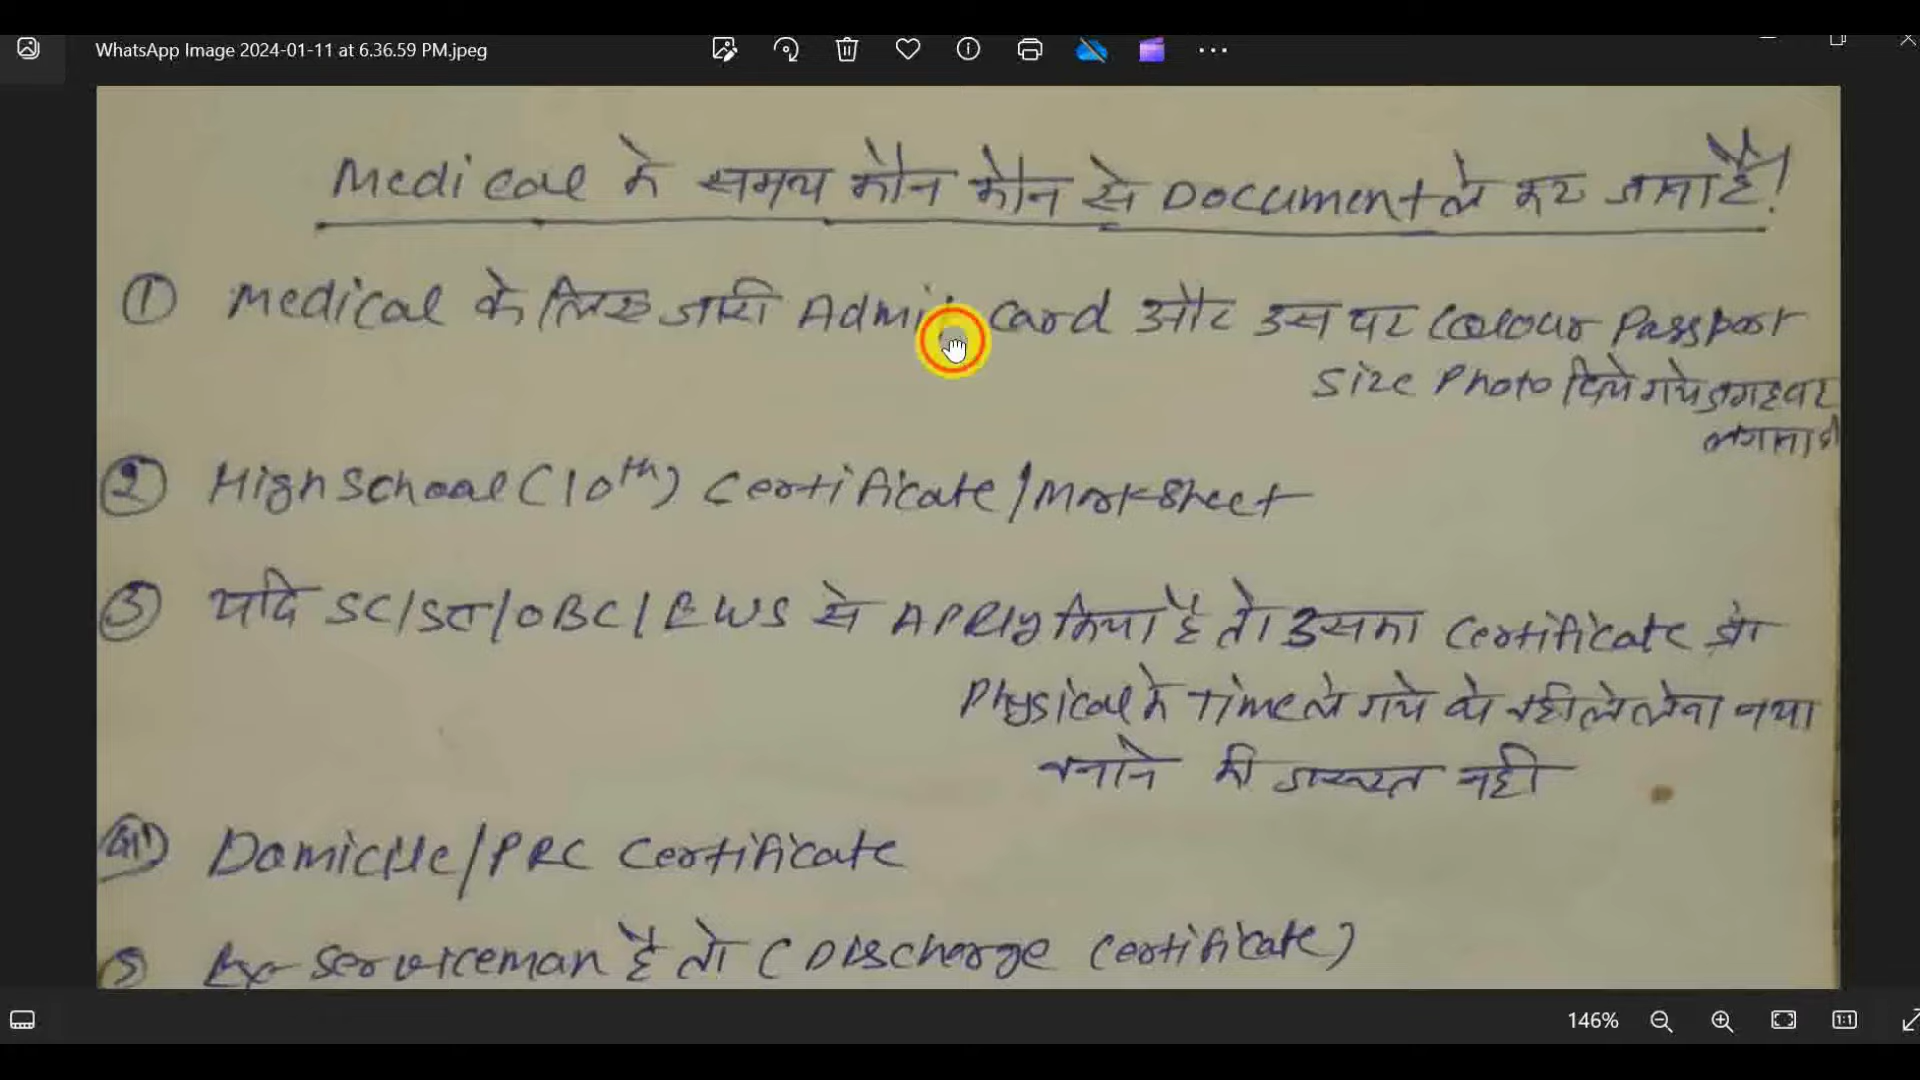 WhatsApp Image 2024-01-11 at 6.36.59 PM.jpeg
Medical के समय कौन कौन से Document ले कर जाना है!
① Medical के लिए जारी Admit Card और उस पर Colour Passport
Size Photo दिये गये जगह पर
② High School (10th) Certificate/Marksheet
③ यदि SC/ST/OBC/EWS से APPly किया है तो उसका Certificate जो
Physical के Time ले गये थे वही ले लेना नया
बनाने की जरूरत नही
Domicile/PRC Certificate
5 Ex-Serviceman है तो (Discharge Certificate)
146%